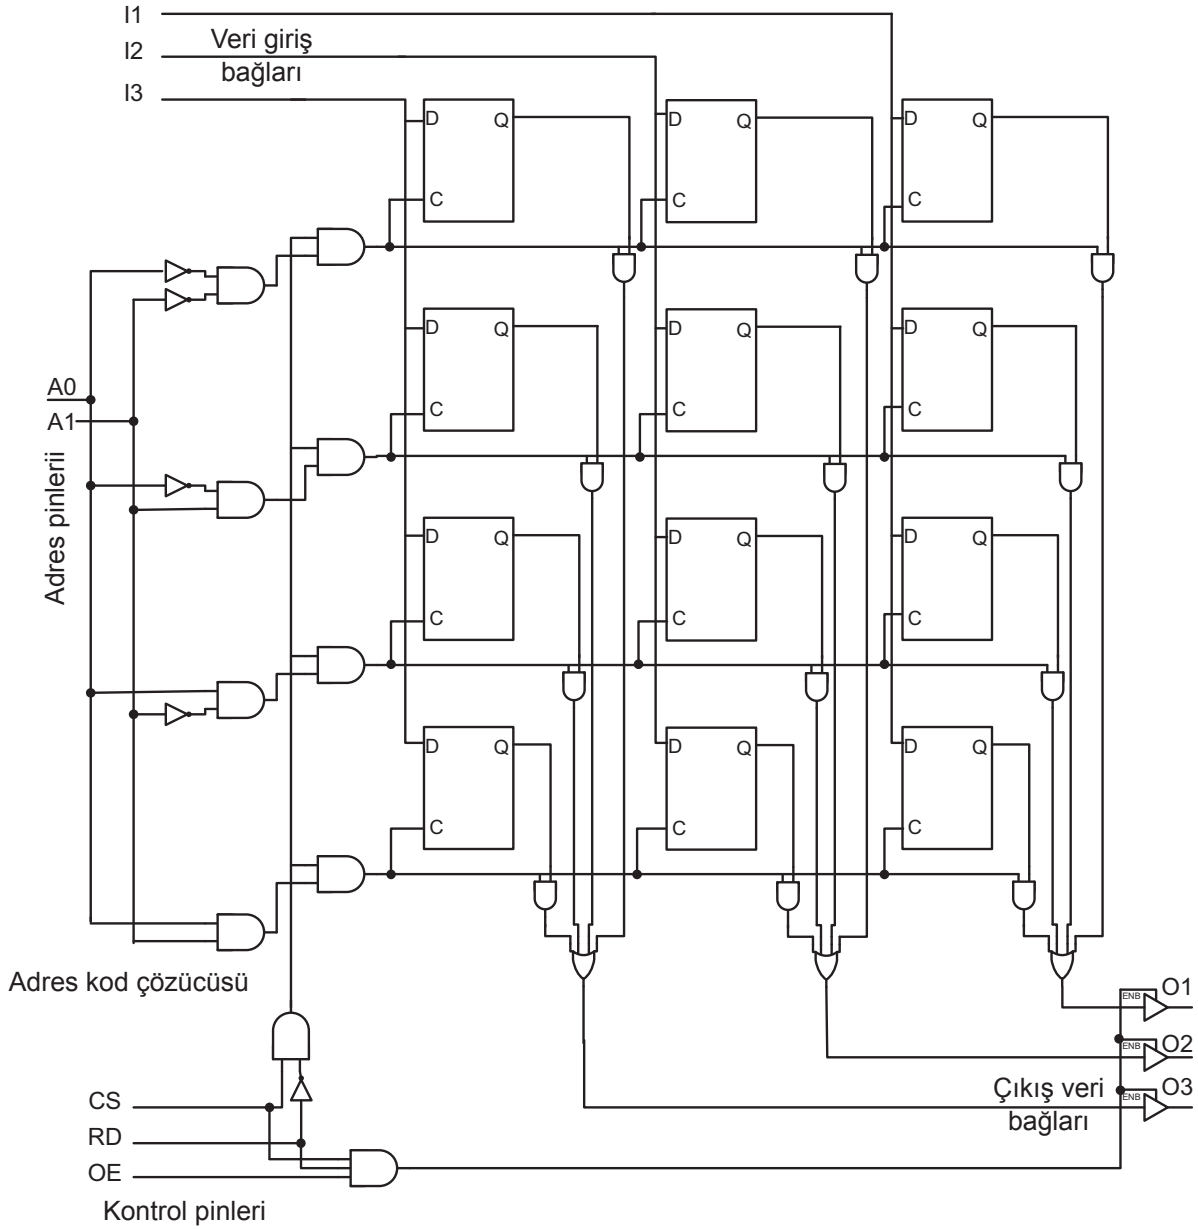 I1
I2
I3
Veri giriş
bağları
D Q
C
D Q
C
D Q
C
D Q
C
D Q
C
D Q
C
A0
A1
Adres pinlerii
D Q
C
D Q
C
D Q
C
D Q
C
D Q
C
D Q
C
Adres kod çözücüsü
ENB
O1
ENB
O2
ENB
O3
Çıkış veri
bağları
CS
RD
OE
Kontrol pinleri